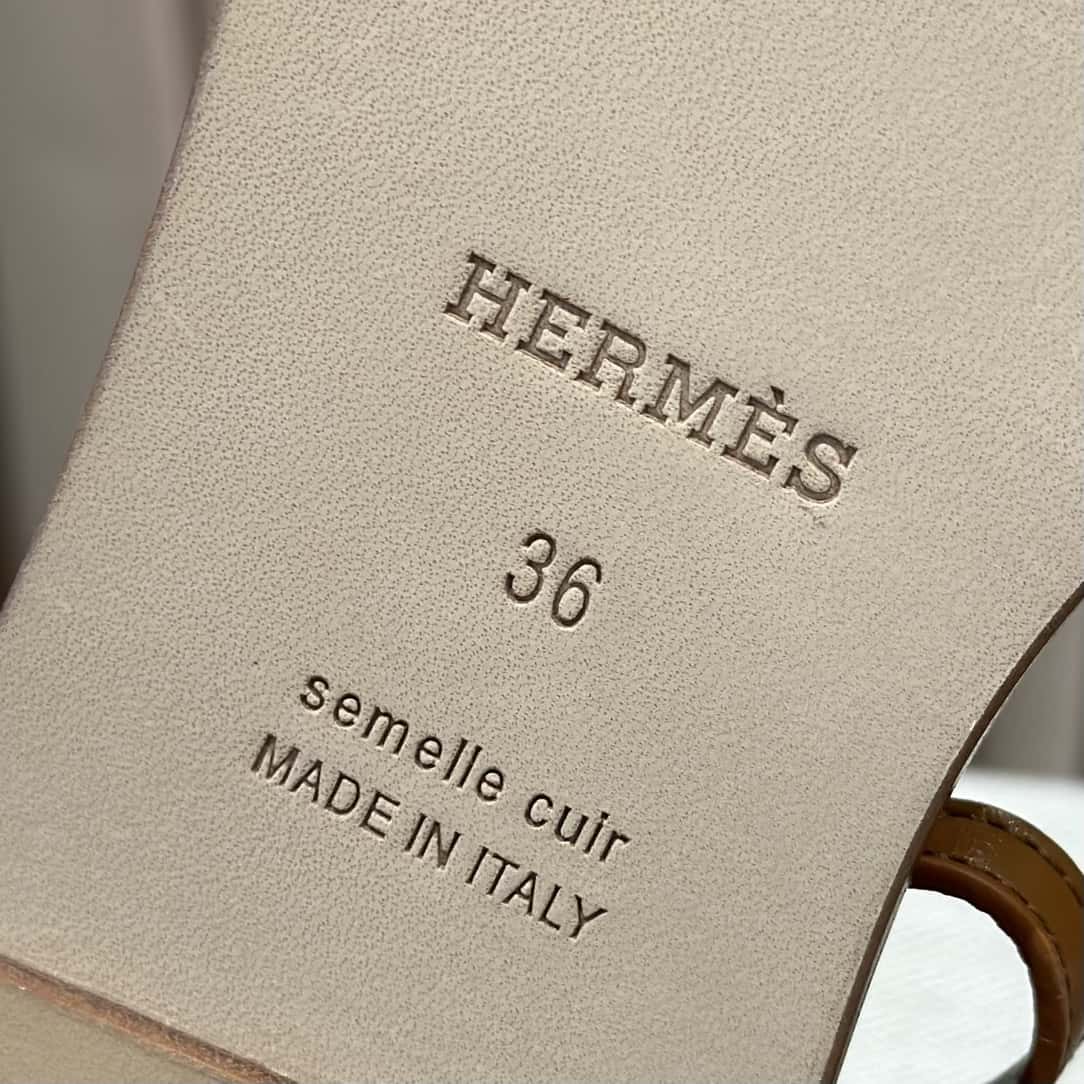 HERMÈS
36
semelle cuir
MADE IN ITALY